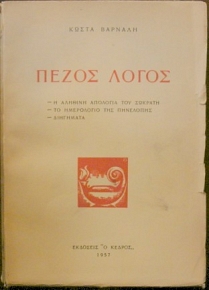 ΚΩΣΤΑ ΒΑΡΝΑΛΗ
ΠΕΖΟΣ ΛΟΓΟΣ
— Η ΑΛΗΘΙΝΗ ΑΠΟΛΟΓΙΑ ΤΟΥ ΣΩΚΡΑΤΗ
— ΤΟ ΗΜΕΡΟΛΟΓΙΟ ΤΗΣ ΠΗΝΕΛΟΠΗΣ
— ΔΙΗΓΗΜΑΤΑ
ΕΚΔΟΣΕΙΣ "Ο ΚΕΔΡΟΣ„
1957